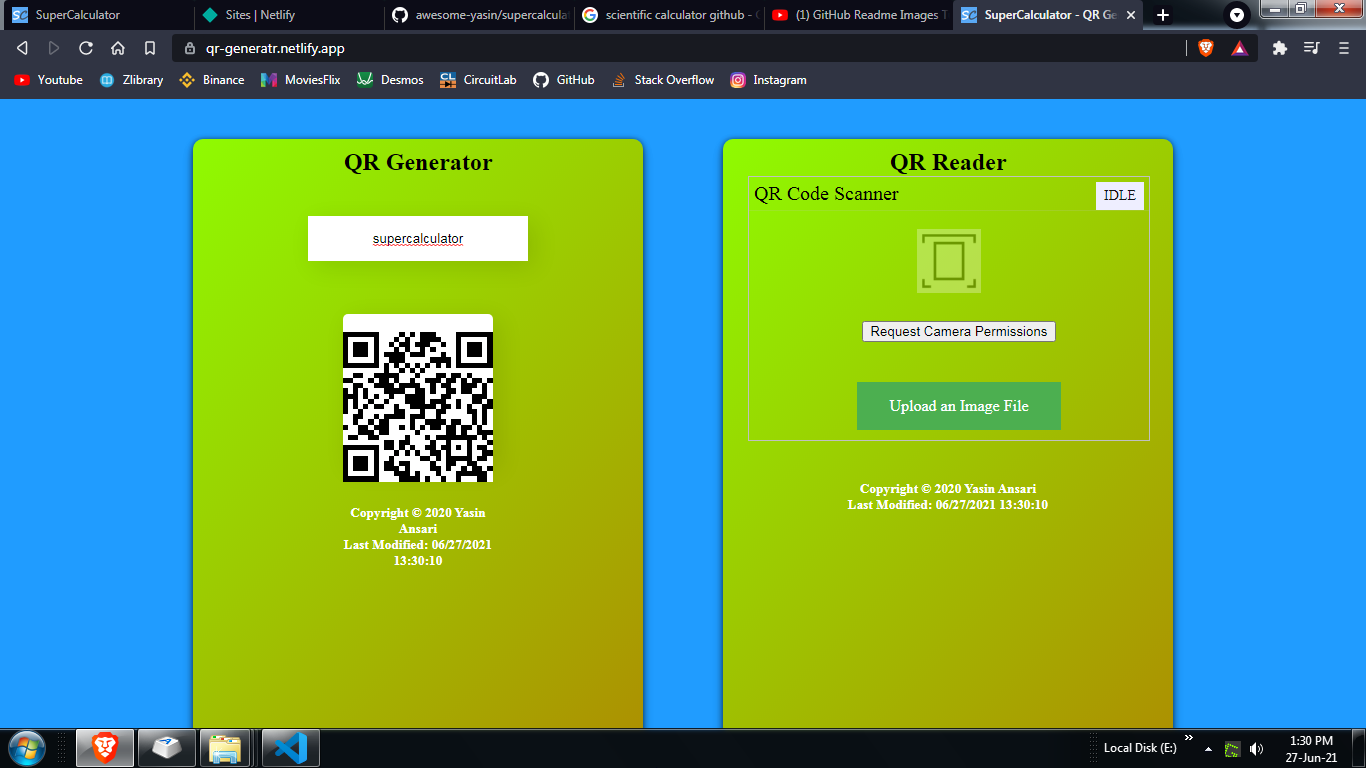 SuperCalculator
Sites | Netlify
awesome-yasin/supercalculat
scientific calculator github - G
(1) GitHub Readme Images T
SuperCalculator - QR Ge
qr-generatr.netlify.app
Youtube
Zlibrary
Binance
MoviesFlix
Desmos
CircuitLab
GitHub
Stack Overflow
Instagram
QR Generator
supercalculator
Copyright © 2020 Yasin
Ansari
Last Modified: 06/27/2021
13:30:10
QR Reader
QR Code Scanner
IDLE
Request Camera Permissions
Upload an Image File
Copyright © 2020 Yasin Ansari
Last Modified: 06/27/2021 13:30:10
Local Disk (E:)
1:30 PM
27-Jun-21